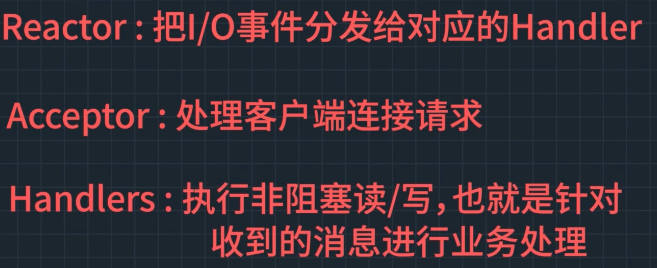 Reactor : 把I/O事件分发给对应的Handler
Acceptor : 处理客户端连接请求
Handlers : 执行非阻塞读/写, 也就是针对
收到的消息进行业务处理